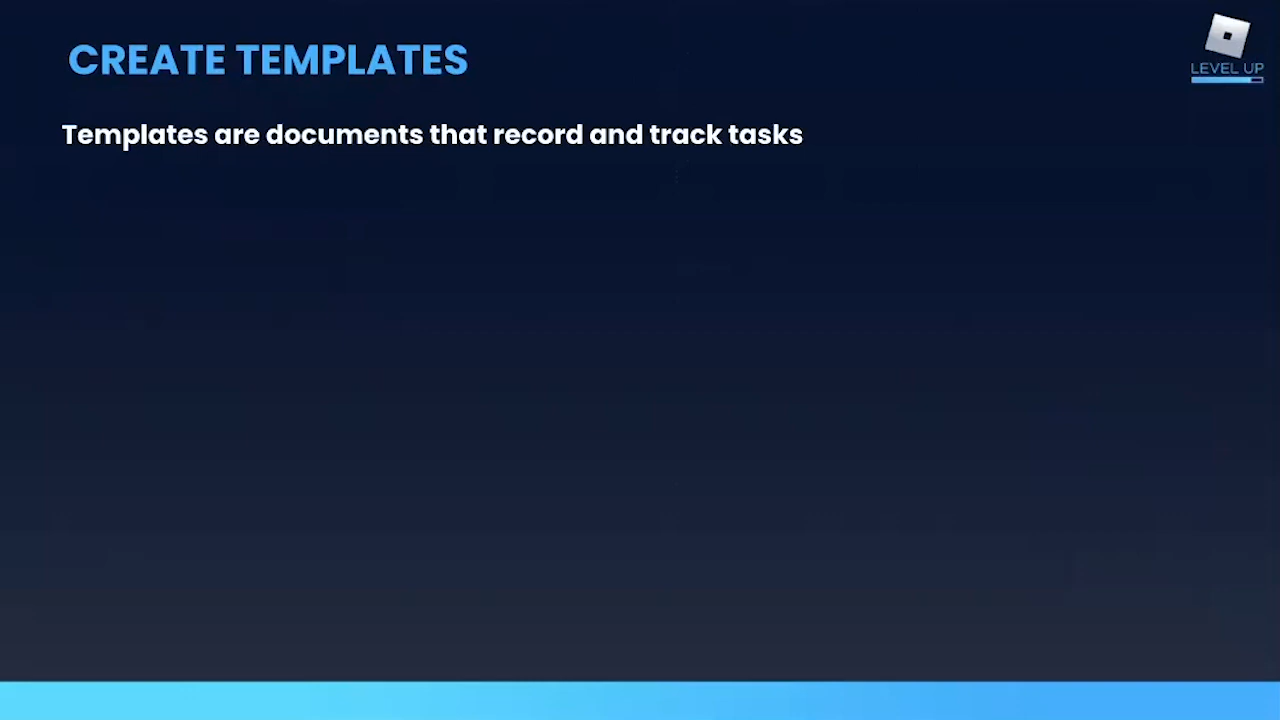 CREATE TEMPLATES
LEVEL UP
Templates are documents that record and track tasks